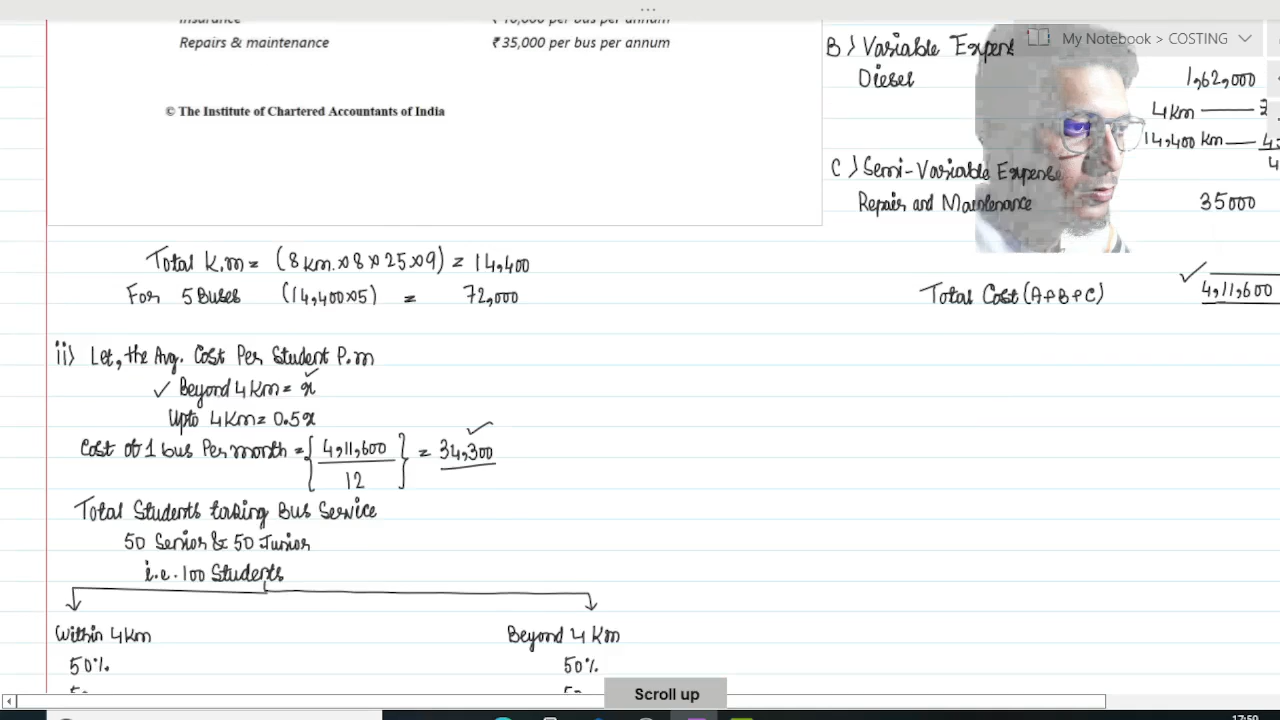 My Notebook > COSTING
₹35,000 per bus per annum
Repairs & maintenance
© The Institute of Chartered Accountants of India
B) Variable Expen
Diesel 1,62,000
4 Km
14,400 Km
C) Semi-Variable Expense
Repair and Maintenance 35000
Total Cost (A+B+C) 4,11,600
Total K.m = (8 Km. × 8 × 25 × 9) = 14,400
For 5 Buses (14,400×5) = 72,000
ii) Let, the Avg. Cost Per Student P.m
Beyond 4 Km = x
Upto 4 Km = 0.5x
Cost of 1 bus Per month = { 4,11,600 / 12 } = 34,300
Total Students taking Bus Service
50 Senior & 50 Junior
i.e. 100 Students
Within 4 Km Beyond 4 Km
50% 50%
Scroll up
17:59